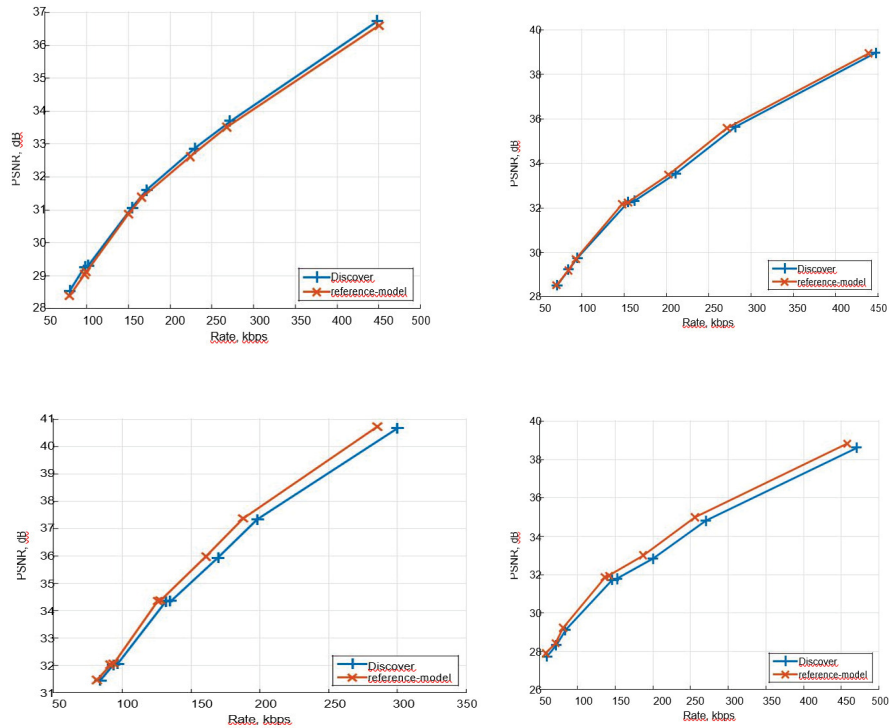 37
36
35
34
33
32
31
30
29
28
PSNR, dB
50 100 150 200 250 300 350 400 450 500
Rate, kbps
Discover
reference-model
40
38
36
34
32
30
28
PSNR, dB
50 100 150 200 250 300 350 400 450
Rate, kbps
Discover
reference-model
41
40
39
38
37
36
35
34
33
32
31
PSNR, dB
50 100 150 200 250 300 350
Rate, kbps
Discover
reference-model
40
38
36
34
32
28
28
26
PSNR, dB
50 100 150 200 250 300 350 400 450 500
Rate, kbps
Discover
reference-model